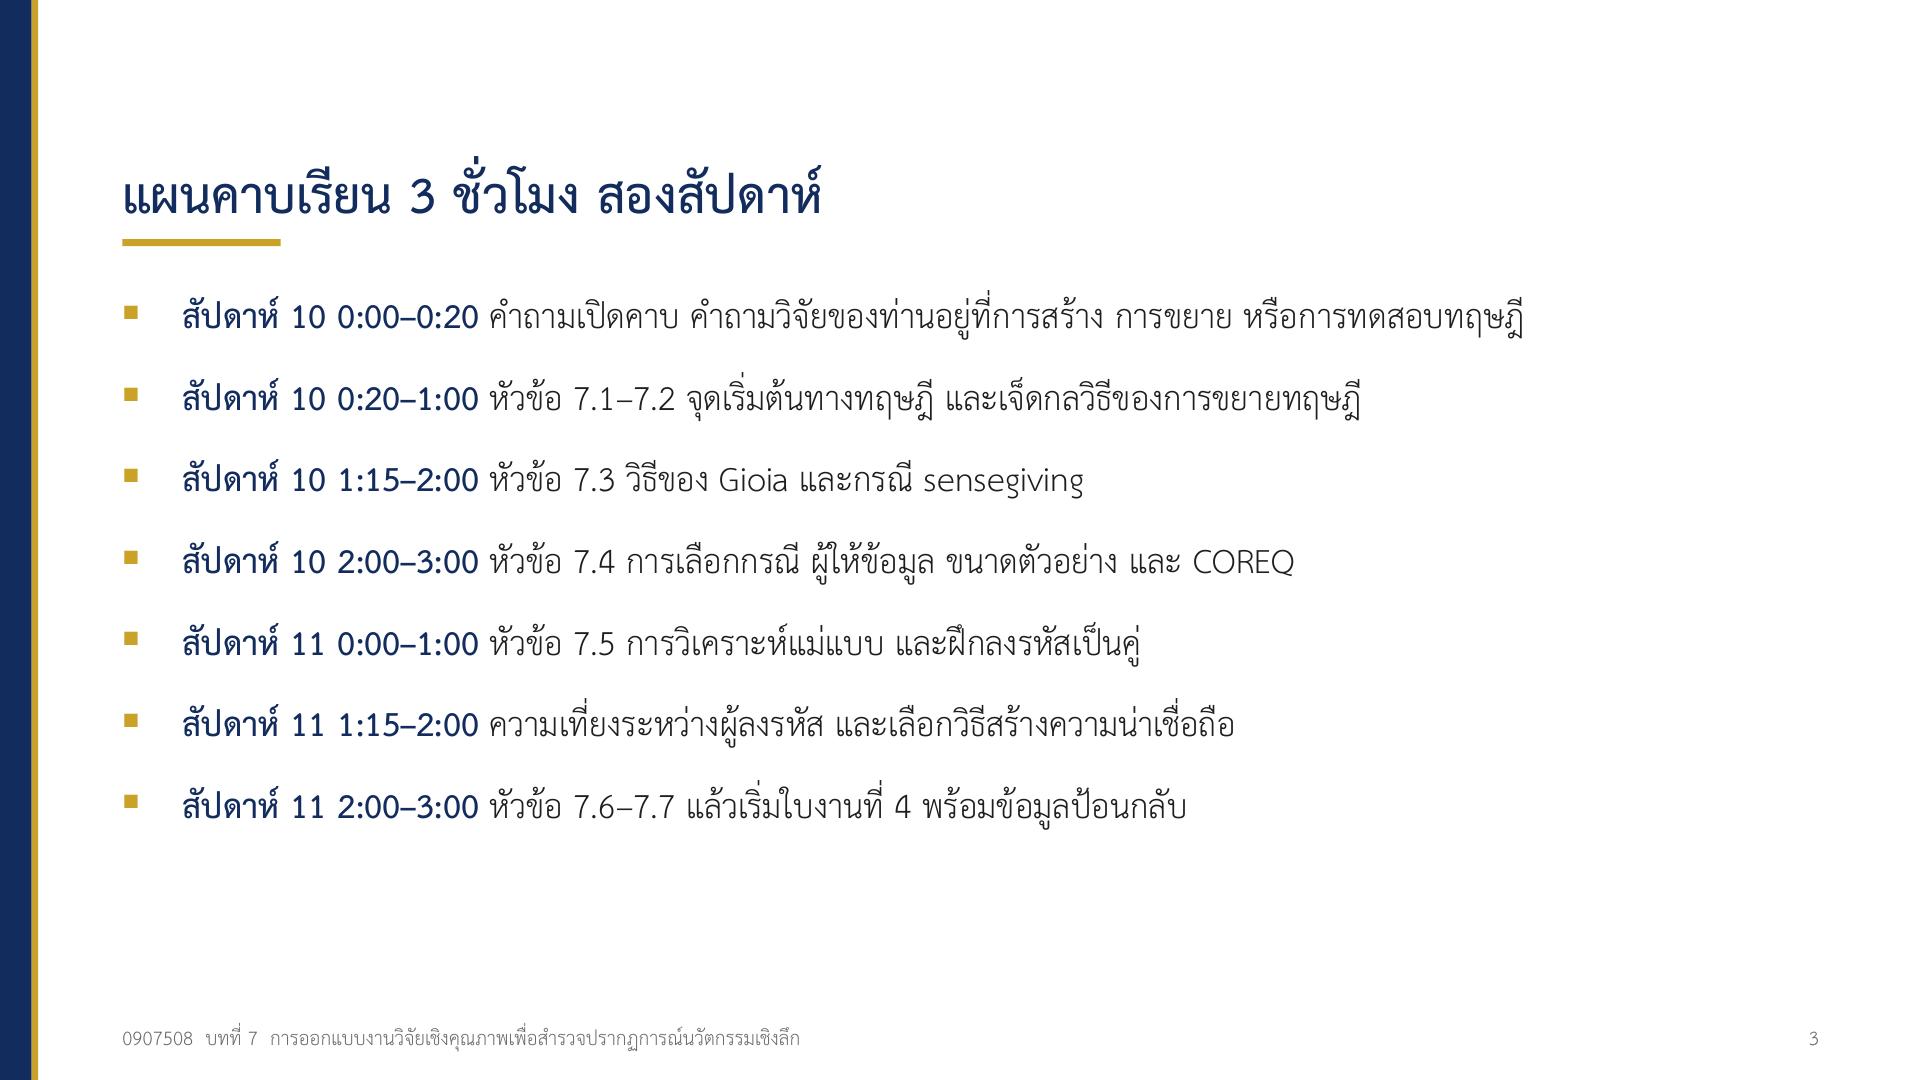 แผนคาบเรียน 3 ชั่วโมง สองสัปดาห์
▪ สัปดาห์ 10 0:00–0:20 คำถามเปิดคาบ คำถามวิจัยของท่านอยู่ที่การสร้าง การขยาย หรือการทดสอบทฤษฎี
▪ สัปดาห์ 10 0:20–1:00 หัวข้อ 7.1–7.2 จุดเริ่มต้นทางทฤษฎี และเจ็ดกลวิธีของการขยายทฤษฎี
▪ สัปดาห์ 10 1:15–2:00 หัวข้อ 7.3 วิธีของ Gioia และกรณี sensegiving
▪ สัปดาห์ 10 2:00–3:00 หัวข้อ 7.4 การเลือกกรณี ผู้ให้ข้อมูล ขนาดตัวอย่าง และ COREQ
▪ สัปดาห์ 11 0:00–1:00 หัวข้อ 7.5 การวิเคราะห์แม่แบบ และฝึกลงรหัสเป็นคู่
▪ สัปดาห์ 11 1:15–2:00 ความเที่ยงระหว่างผู้ลงรหัส และเลือกวิธีสร้างความน่าเชื่อถือ
▪ สัปดาห์ 11 2:00–3:00 หัวข้อ 7.6–7.7 แล้วเริ่มใบงานที่ 4 พร้อมข้อมูลป้อนกลับ
0907508 บทที่ 7 การออกแบบงานวิจัยเชิงคุณภาพเพื่อสำรวจปรากฏการณ์นวัตกรรมเชิงลึก
3